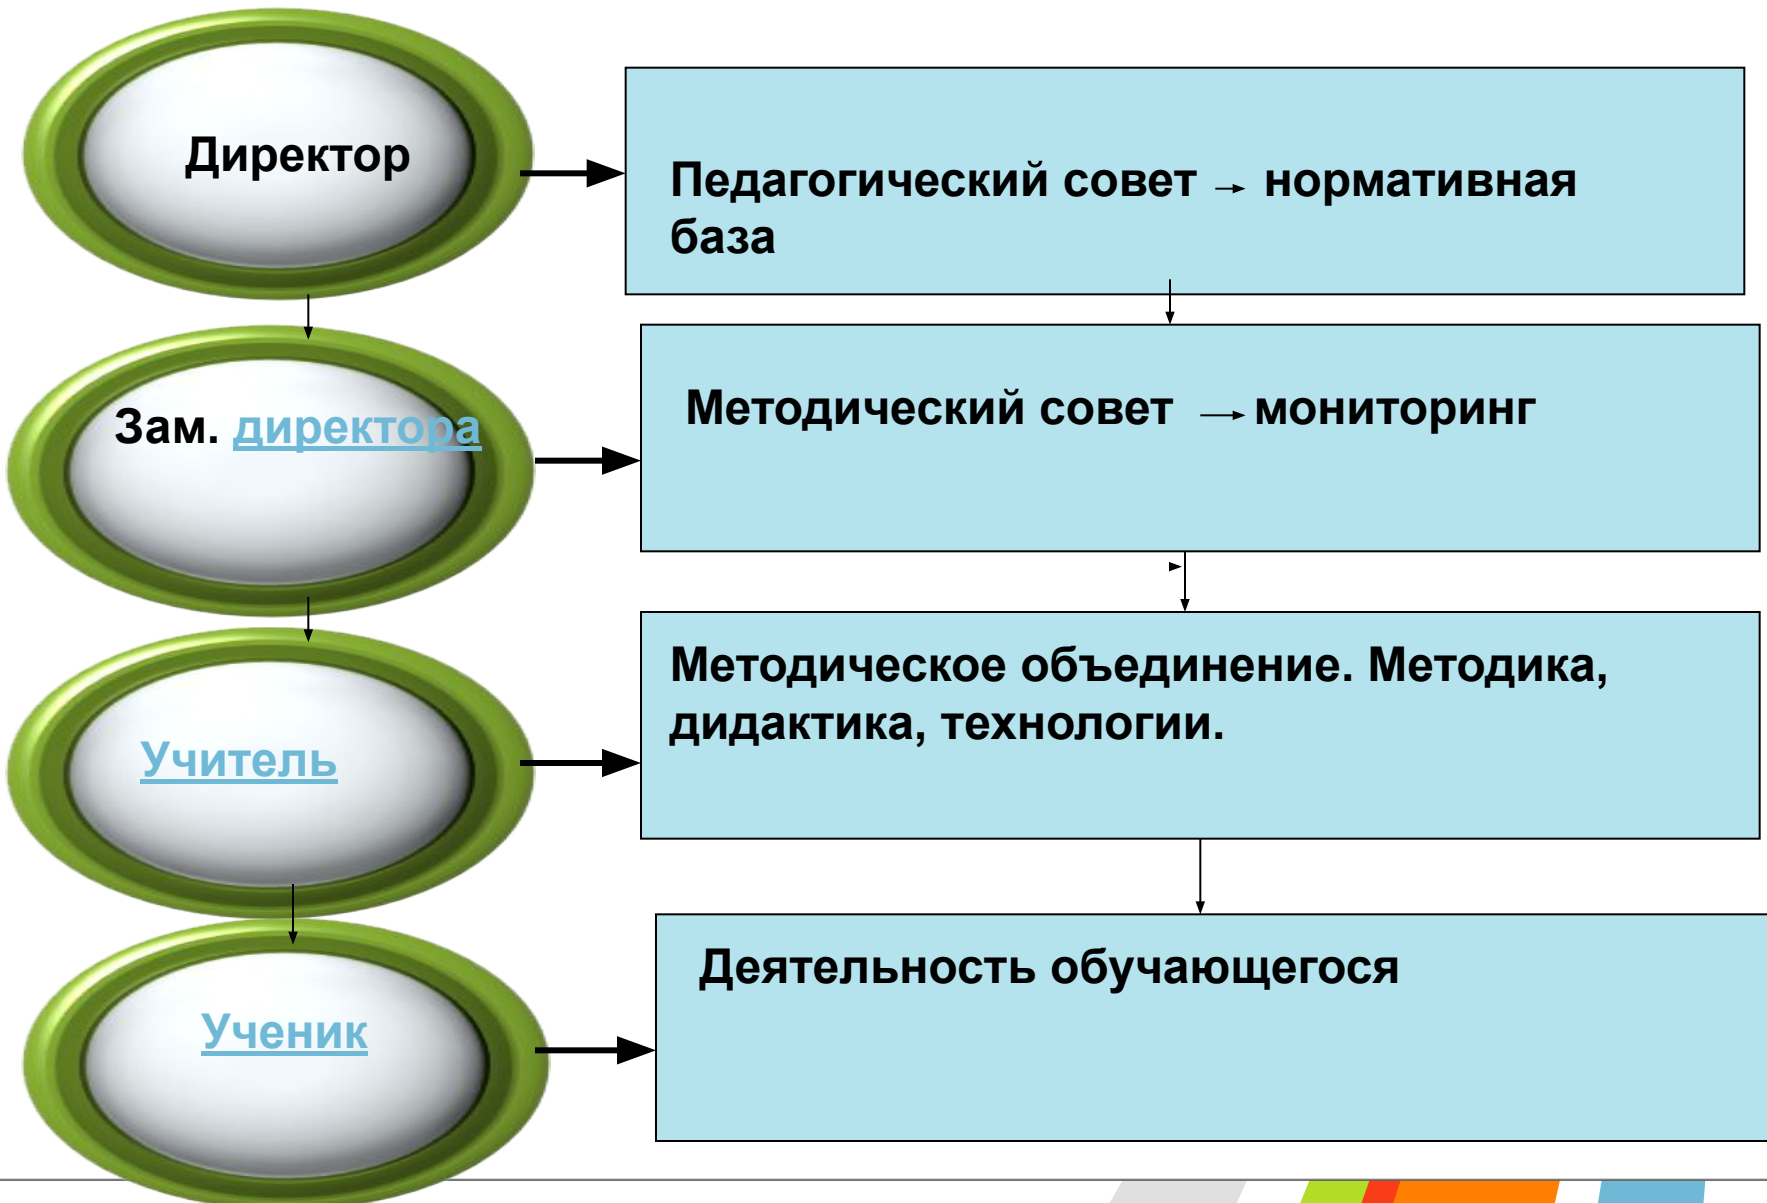 Директор
Педагогический совет → нормативная
база
Зам. директора
Методический совет → мониторинг
Учитель
Методическое объединение. Методика,
дидактика, технологии.
Ученик
Деятельность обучающегося